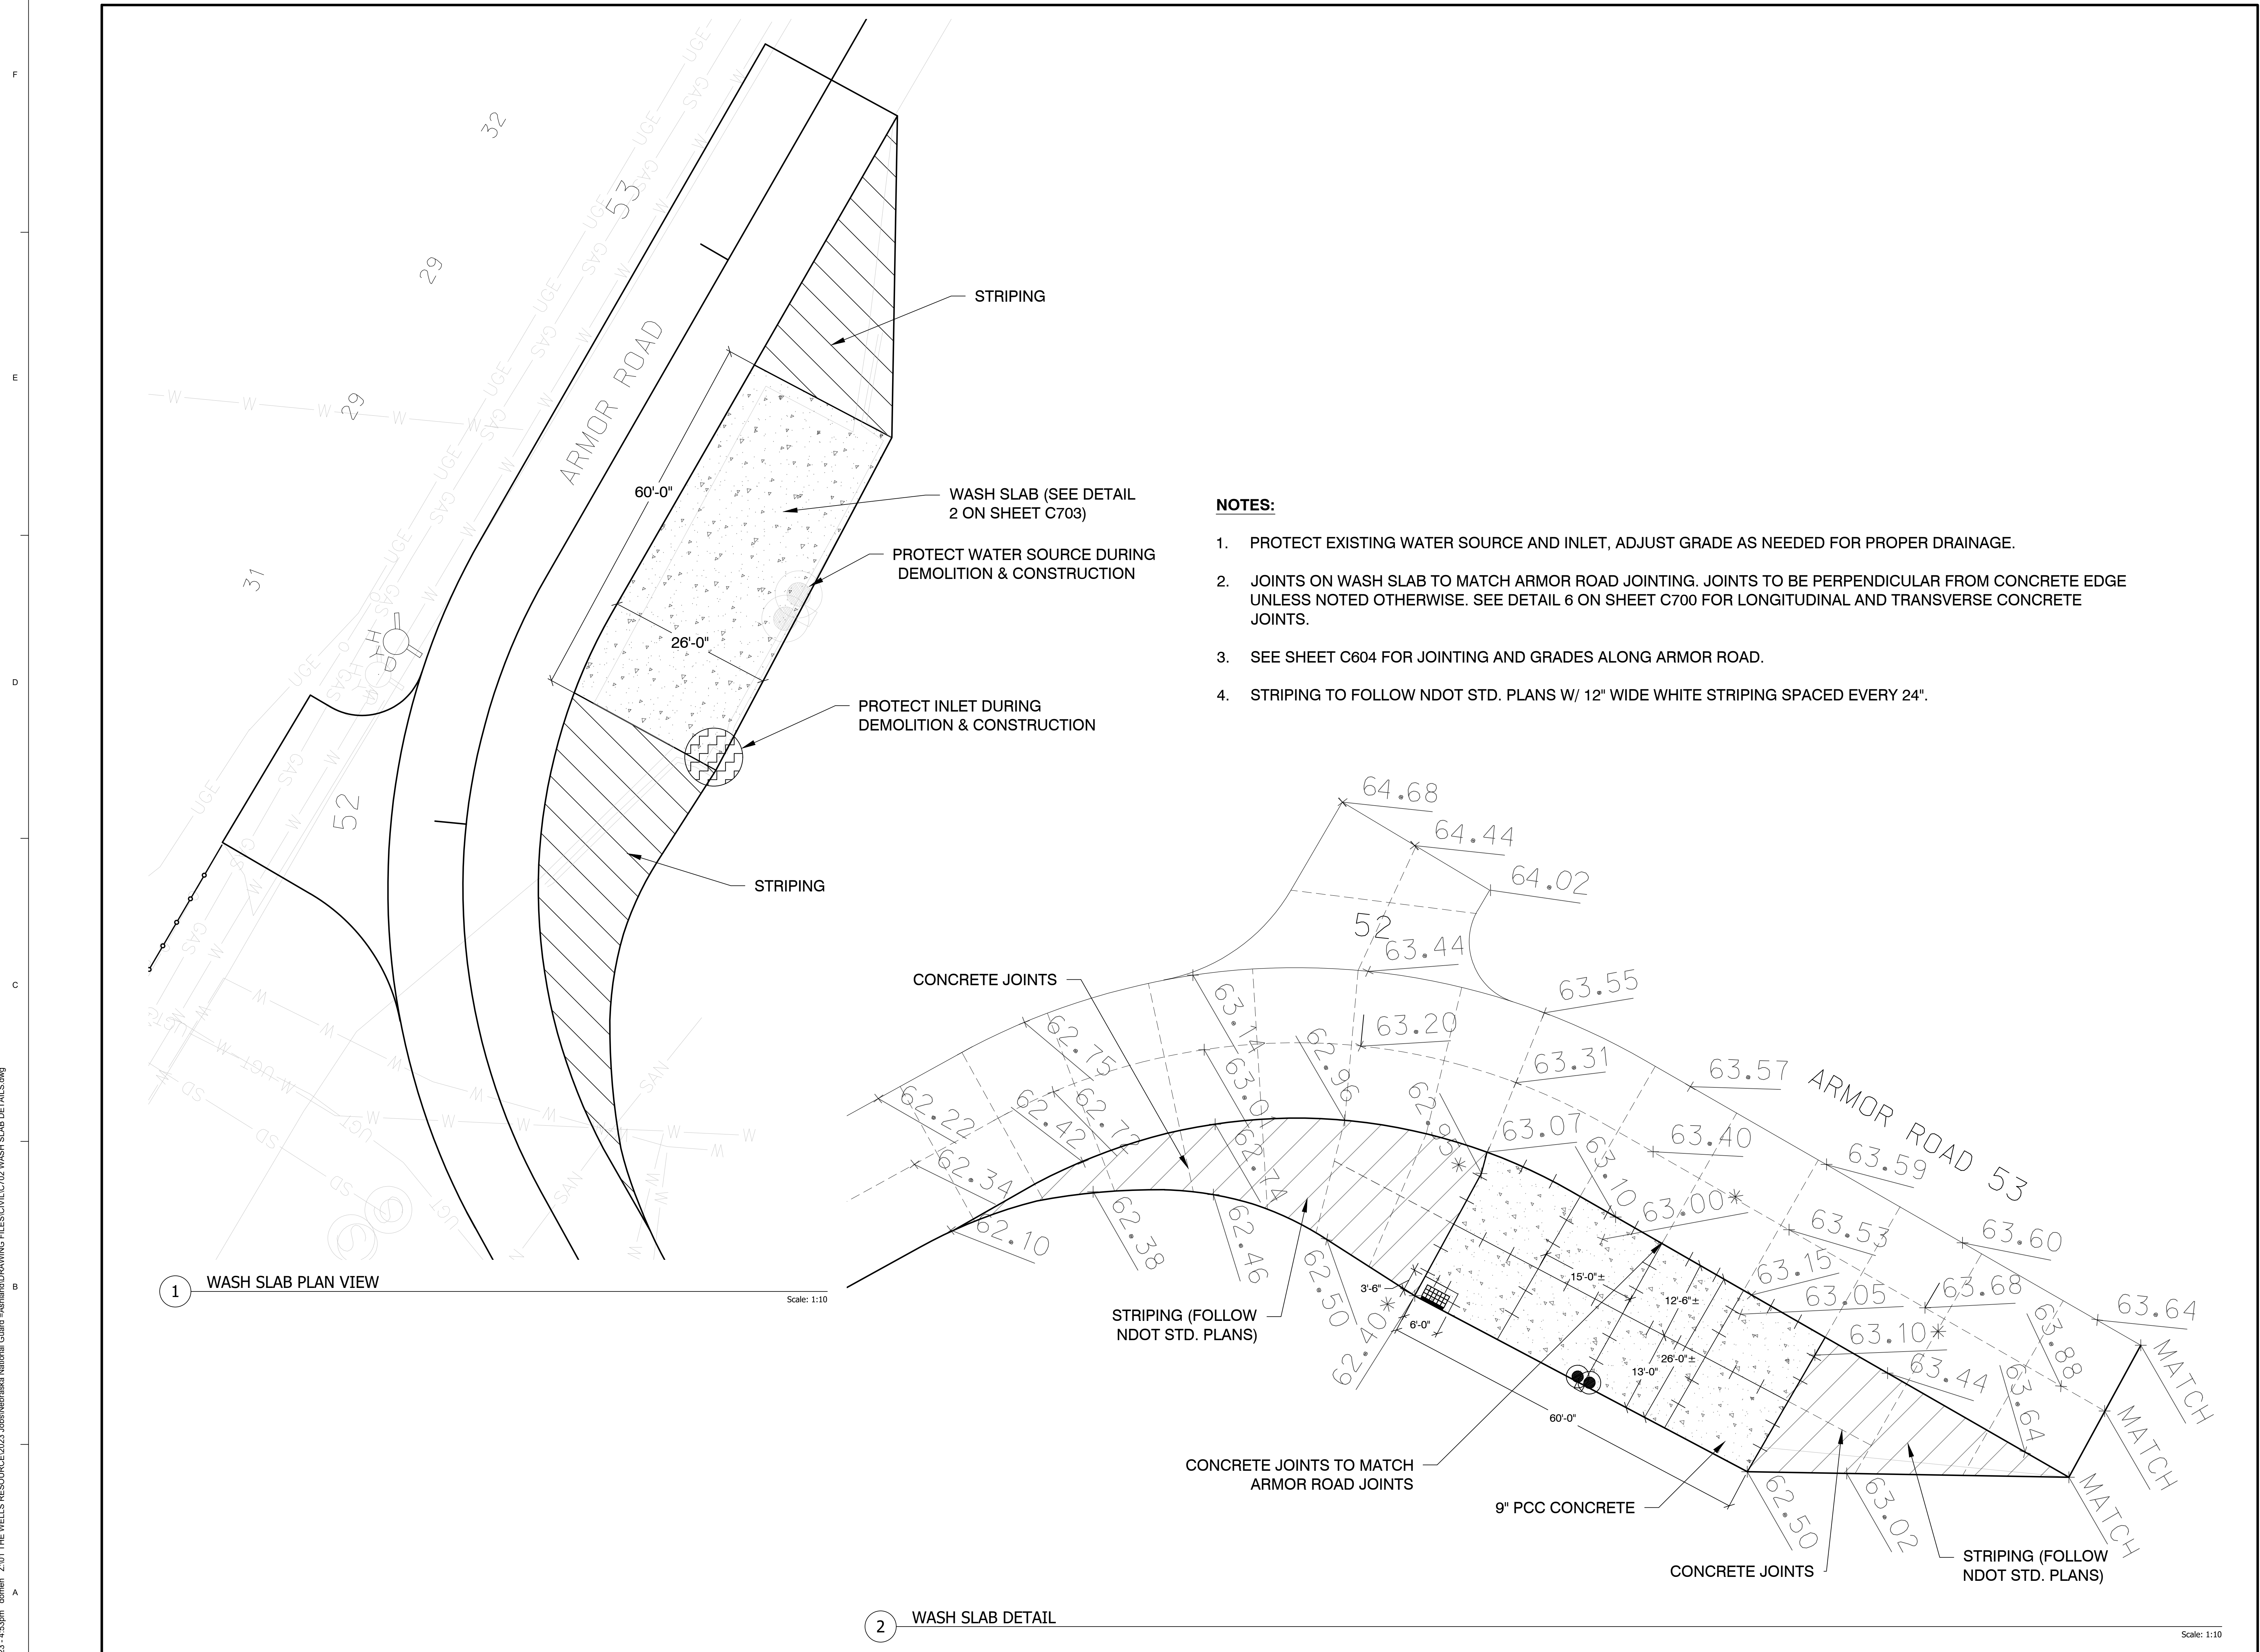 F
E
D
C
B
A
32
29
29
31
53
52
ARMOR ROAD
UGE
GAS
W
HYD
SD
UGT
SAN
60'-0"
26'-0"
STRIPING
WASH SLAB (SEE DETAIL
2 ON SHEET C703)
PROTECT WATER SOURCE DURING
DEMOLITION & CONSTRUCTION
PROTECT INLET DURING
DEMOLITION & CONSTRUCTION
STRIPING
1
WASH SLAB PLAN VIEW
Scale: 1:10
NOTES:
1. PROTECT EXISTING WATER SOURCE AND INLET, ADJUST GRADE AS NEEDED FOR PROPER DRAINAGE.
2. JOINTS ON WASH SLAB TO MATCH ARMOR ROAD JOINTING. JOINTS TO BE PERPENDICULAR FROM CONCRETE EDGE
UNLESS NOTED OTHERWISE. SEE DETAIL 6 ON SHEET C700 FOR LONGITUDINAL AND TRANSVERSE CONCRETE
JOINTS.
3. SEE SHEET C604 FOR JOINTING AND GRADES ALONG ARMOR ROAD.
4. STRIPING TO FOLLOW NDOT STD. PLANS W/ 12" WIDE WHITE STRIPING SPACED EVERY 24".
64.68
64.44
64.02
52
63.44
63.55
63.20
63.31
63.57
ARMOR ROAD 53
CONCRETE JOINTS
63.14
62.75
62.96
62.22
62.42
62.83*
63.07
63.40
63.59
63.10
63.00*
62.34
62.74
63.53
63.60
62.10
62.38
62.46
62.50
62.40*
63.15
63.05
63.68
63.64
63.10*
63.88
63.44
63.64
MATCH
MATCH
MATCH
3'-6"
6'-0"
15'-0"±
12'-6"±
26'-0"±
13'-0"
60'-0"
STRIPING (FOLLOW
NDOT STD. PLANS)
CONCRETE JOINTS TO MATCH
ARMOR ROAD JOINTS
9" PCC CONCRETE
62.50
63.02
CONCRETE JOINTS
STRIPING (FOLLOW
NDOT STD. PLANS)
2
WASH SLAB DETAIL
Scale: 1:10